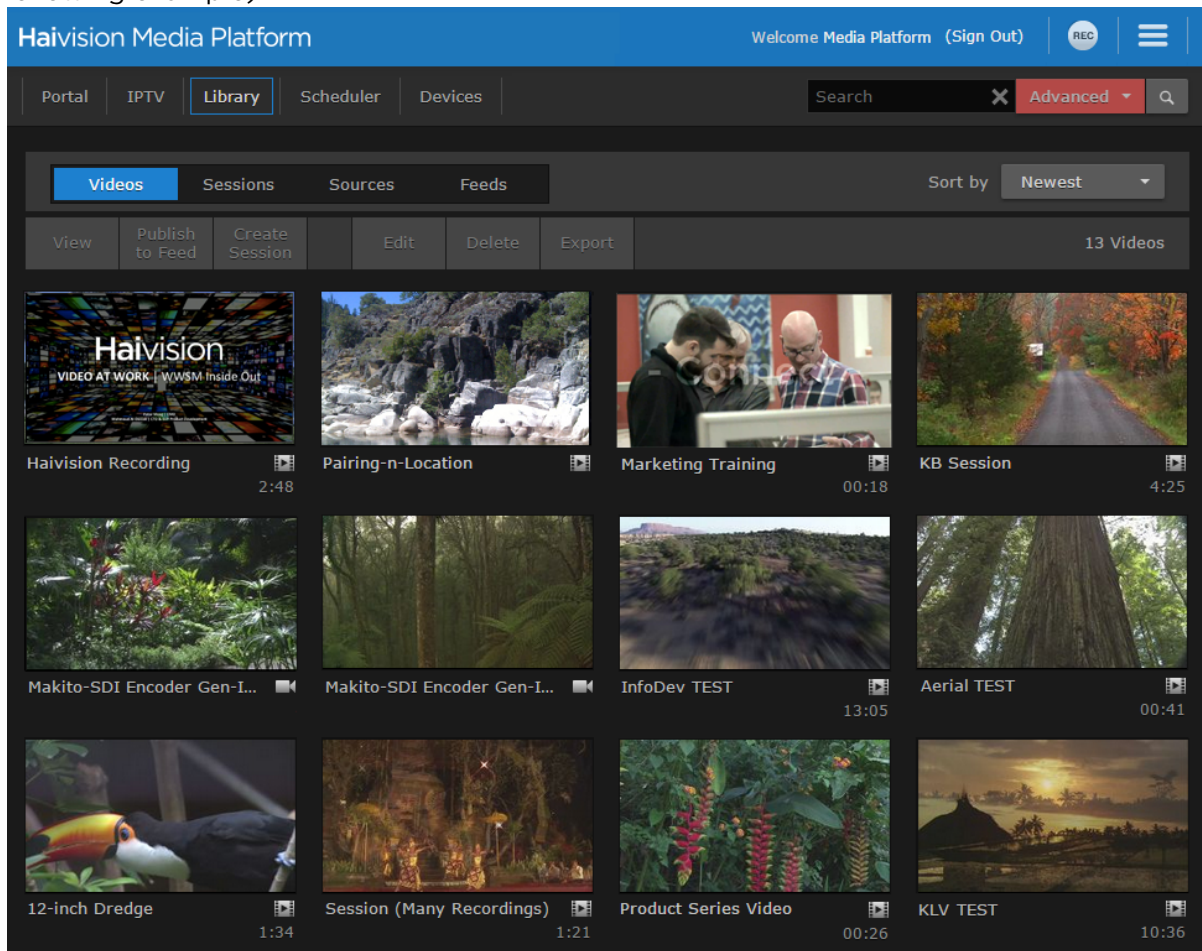 Haivision Media Platform
Welcome Media Platform (Sign Out)
REC
Portal IPTV Library Scheduler Devices
Search Advanced
Videos Sessions Sources Feeds
Sort by Newest
View Publish to Feed Create Session Edit Delete Export
13 Videos
Haivision
VIDEO AT WORK | WWSM Inside Out
Connect
Haivision Recording
2:48
Pairing-n-Location
Marketing Training
00:18
KB Session
4:25
Makito-SDI Encoder Gen-I...
Makito-SDI Encoder Gen-I...
InfoDev TEST
13:05
Aerial TEST
00:41
12-inch Dredge
1:34
Session (Many Recordings)
1:21
Product Series Video
00:26
KLV TEST
10:36